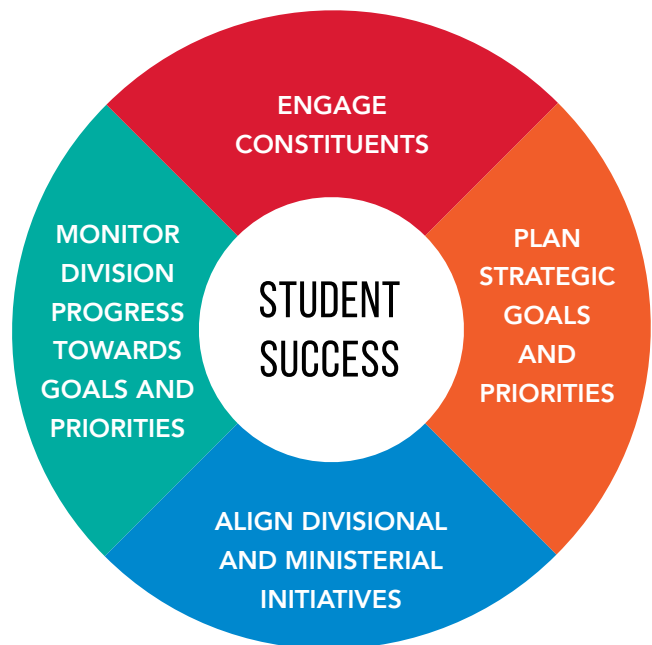 ENGAGE
CONSTITUENTS
PLAN
STRATEGIC
GOALS
AND
PRIORITIES
ALIGN DIVISIONAL
AND MINISTERIAL
INITIATIVES
MONITOR
DIVISION
PROGRESS
TOWARDS
GOALS AND
PRIORITIES
STUDENT
SUCCESS